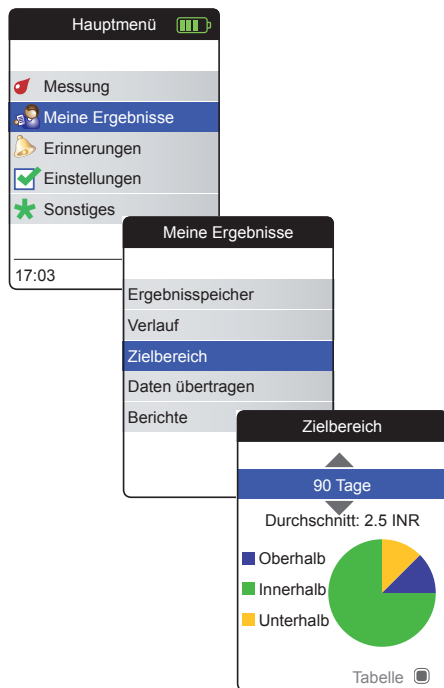 Hauptmenü
Messung
Meine Ergebnisse
Erinnerungen
Einstellungen
Sonstiges
17:03
Meine Ergebnisse
Ergebnisspeicher
Verlauf
Zielbereich
Daten übertragen
Berichte
Zielbereich
90 Tage
Durchschnitt: 2.5 INR
Oberhalb
Innerhalb
Unterhalb
Tabelle